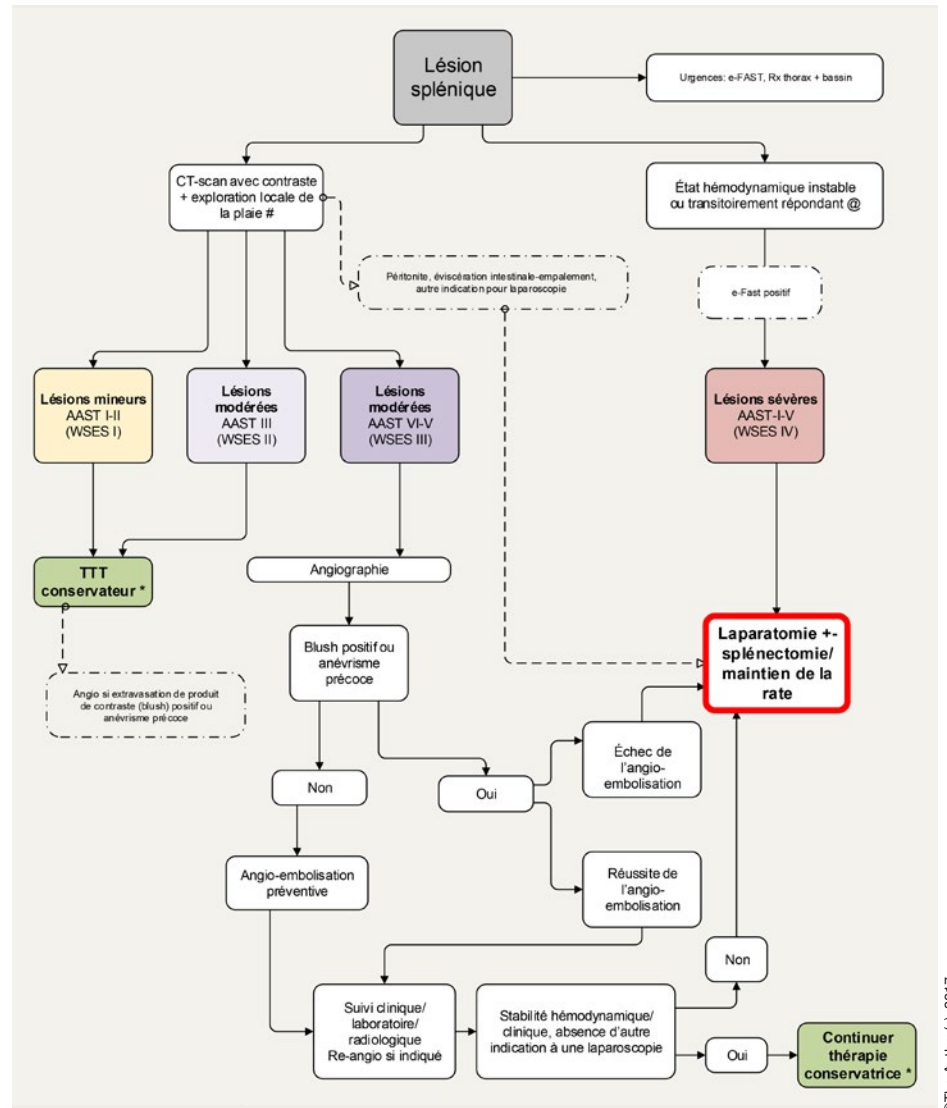 Lésion
splénique
Urgences: e-FAST, Rx thorax + bassin
CT-scan avec contraste
+ exploration locale de
la plaie #
État hémodynamique instable
ou transitoirement répondant @
Péritonite, éviscération intestinale-empalement,
autre indication pour laparoscopie
e-Fast positif
Lésions mineurs
AAST I-II
(WSES I)
Lésions
modérées
AAST III
(WSES II)
Lésions
modérées
AAST VI-V
(WSES III)
Lésions sévères
AAST-I-V
(WSES IV)
TTT
conservateur *
Angiographie
Laparatomie +-
splénectomie/
maintien de la
rate
Blush positif ou
anévrisme
précoce
Angio si extravasation de produit
de contraste (blush) positif ou
anévrisme précoce
Échec de
l'angio-
embolisation
Non
Oui
Angio-embolisation
préventive
Réussite de
l'angio-
embolisation
Non
Suivi clinique/
laboratoire/
radiologique
Re-angio si indiqué
Stabilité hémodynamique/
clinique, absence d'autre
indication à une laparoscopie
Oui
Continuer
thérapie
conservatrice *